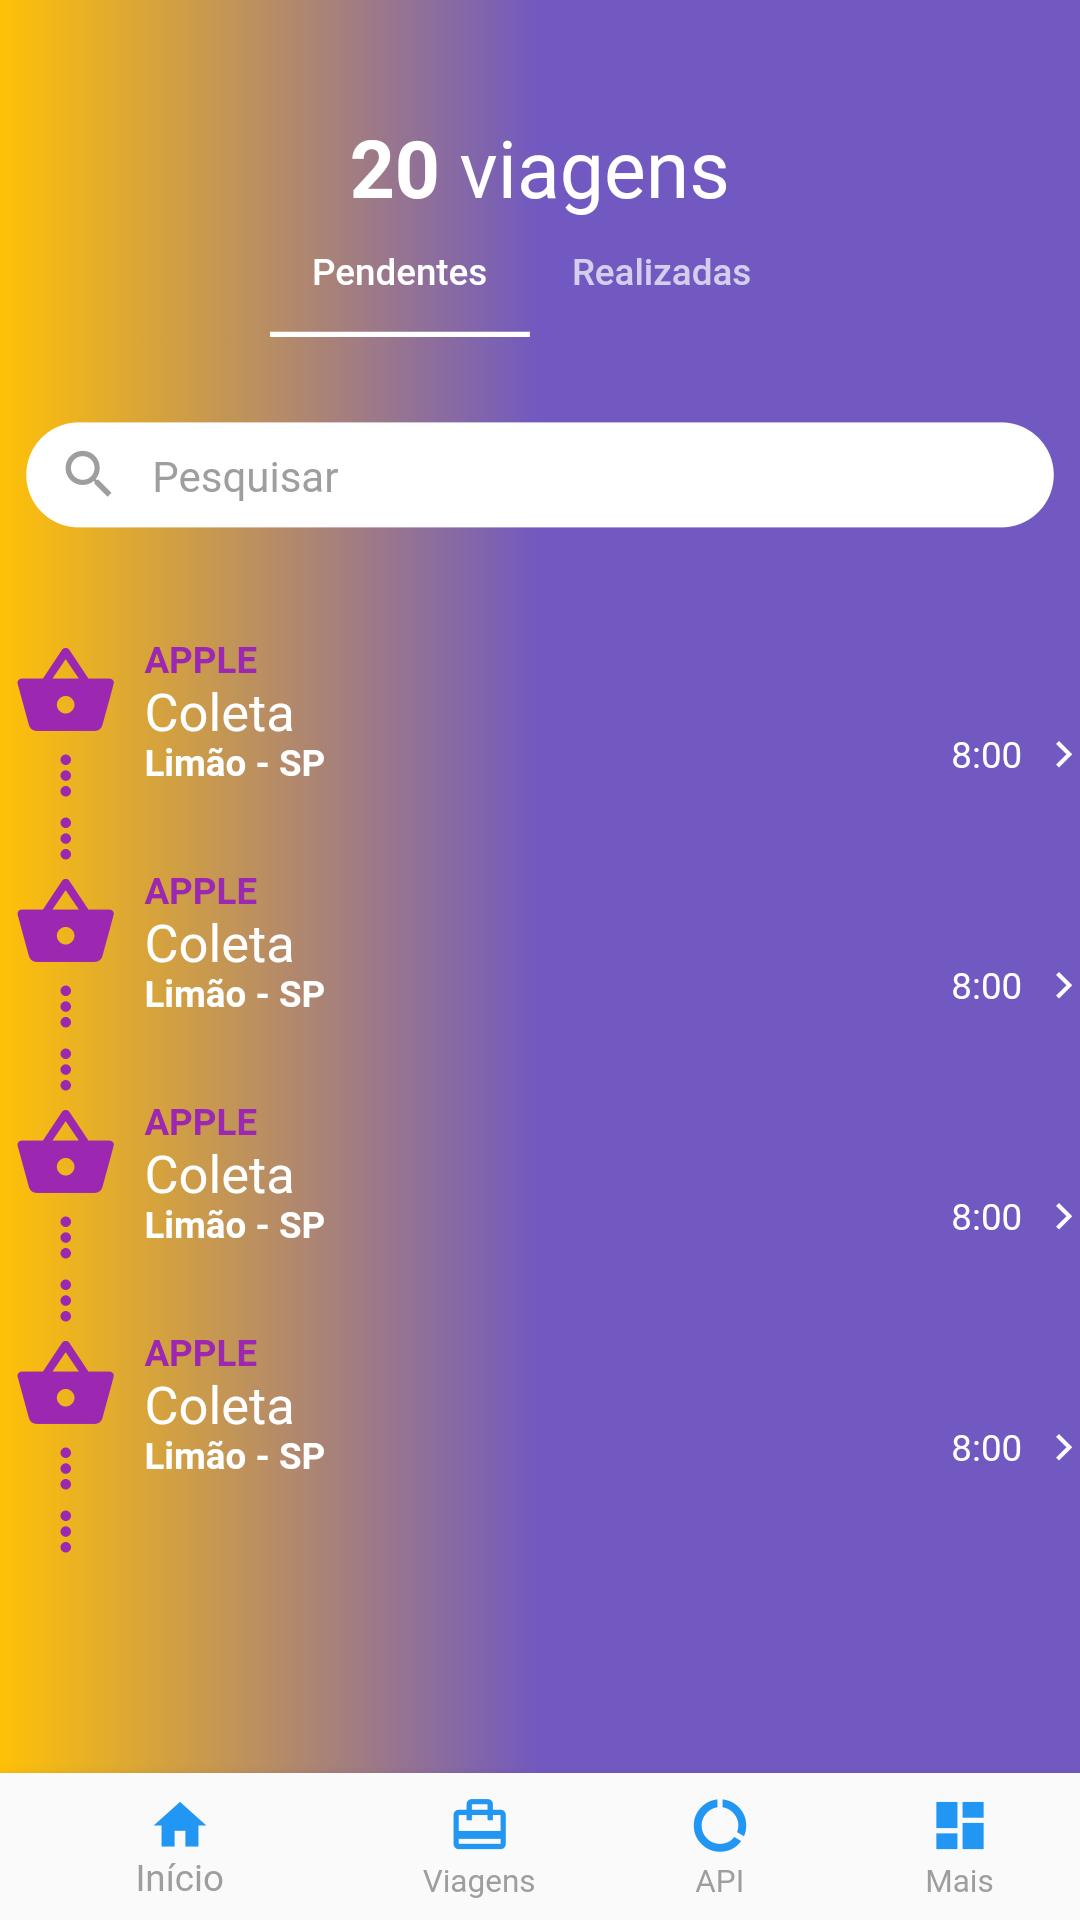 20 viagens
Pendentes Realizadas
Pesquisar
APPLE
Coleta
Limão - SP
8:00
APPLE
Coleta
Limão - SP
8:00
APPLE
Coleta
Limão - SP
8:00
APPLE
Coleta
Limão - SP
8:00
Início Viagens API Mais